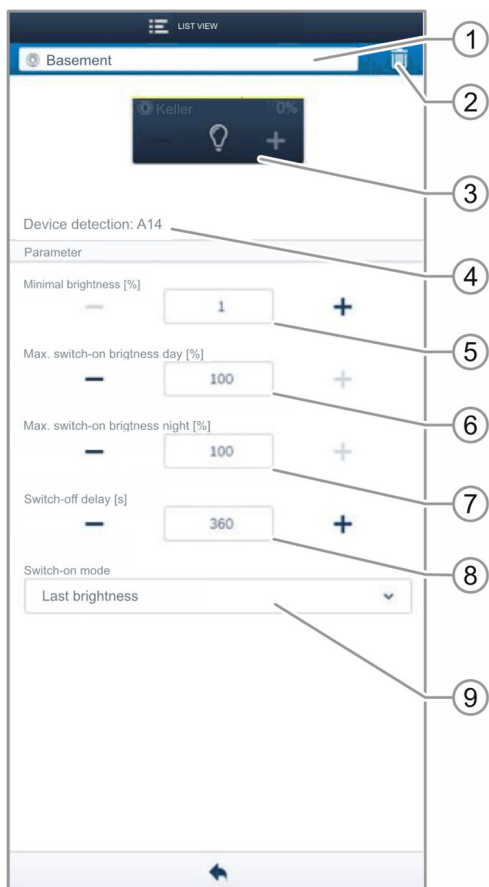 LIST VIEW
1
Basement
2
Keller 0%
3
Device detection: A14
4
Parameter
Minimal brightness [%]
1
5
Max. switch-on brigtness day [%]
100
6
Max. switch-on brigtness night [%]
100
7
Switch-off delay [s]
360
8
Switch-on mode
Last brightness
9